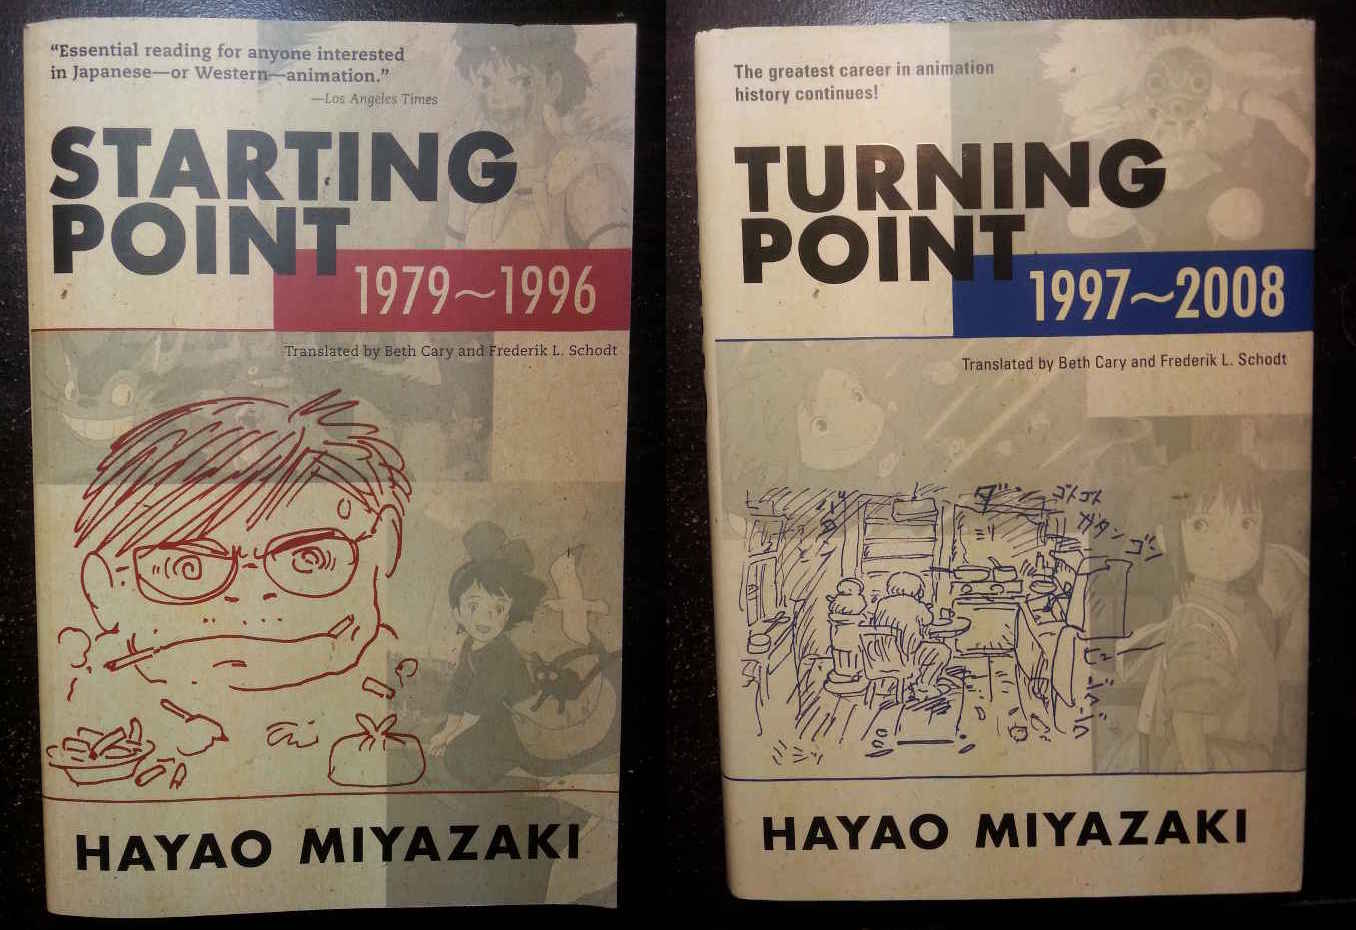 “Essential reading for anyone interested
in Japanese—or Western—animation.”
—Los Angeles Times
STARTING
POINT
1979～1996
Translated by Beth Cary and Frederik L. Schodt
HAYAO MIYAZAKI
The greatest career in animation
history continues!
TURNING
POINT
1997～2008
Translated by Beth Cary and Frederik L. Schodt
ゴトゴト
ガタン
ゴン
HAYAO MIYAZAKI